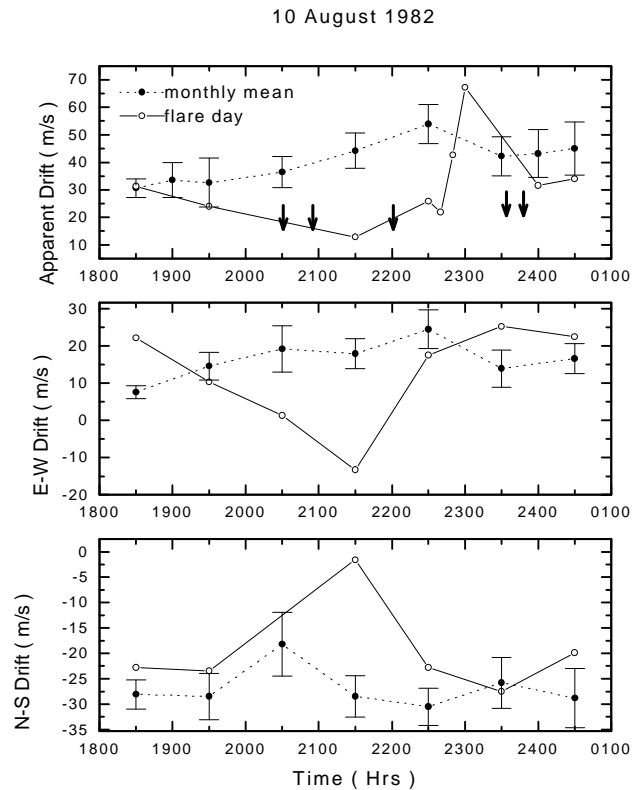 10 August 1982
monthly mean
flare day
Apparent Drift ( m/s )
70
60
50
40
30
20
10
1800 1900 2000 2100 2200 2300 2400 0100
E-W Drift ( m/s )
30
20
10
0
-10
-20
1800 1900 2000 2100 2200 2300 2400 0100
N-S Drift ( m/s )
0
-5
-10
-15
-20
-25
-30
-35
1800 1900 2000 2100 2200 2300 2400 0100
Time ( Hrs )